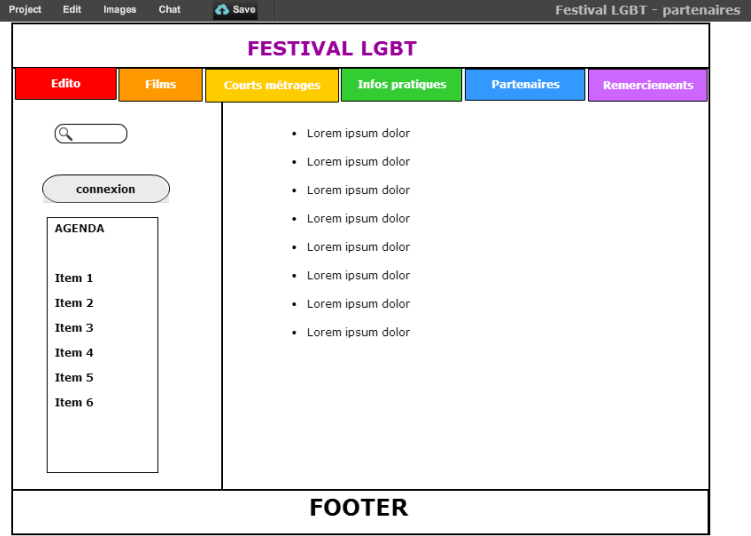 Project Edit Images Chat Save Festival LGBT - partenaires
FESTIVAL LGBT
Edito Films Courts métrages Infos pratiques Partenaires Remerciements
connexion
AGENDA
Item 1
Item 2
Item 3
Item 4
Item 5
Item 6
• Lorem ipsum dolor
• Lorem ipsum dolor
• Lorem ipsum dolor
• Lorem ipsum dolor
• Lorem ipsum dolor
• Lorem ipsum dolor
• Lorem ipsum dolor
• Lorem ipsum dolor
FOOTER